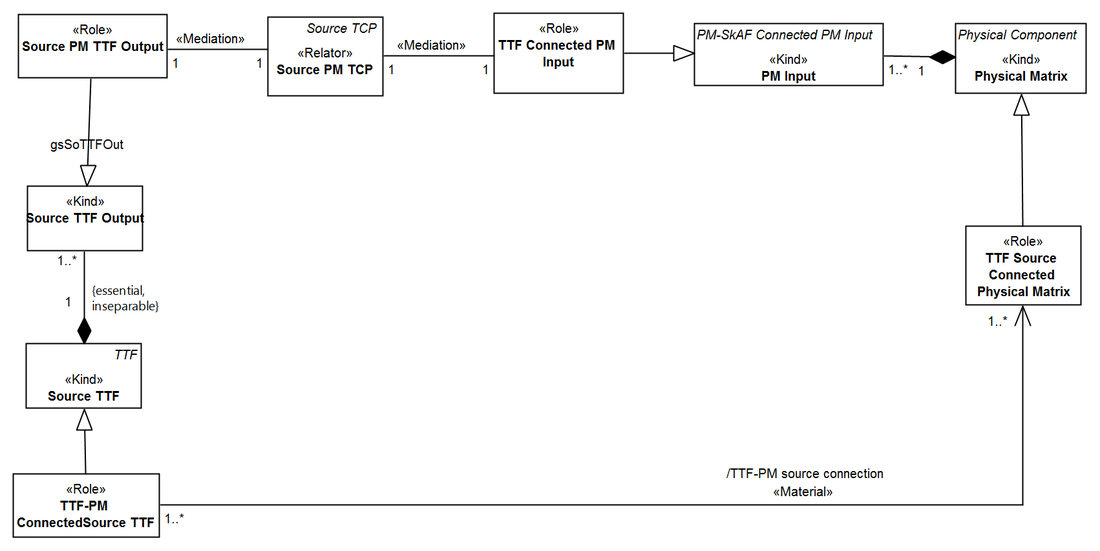 «Role»
Source PM TTF Output
«Mediation»
1
1
Source TCP
«Relator»
Source PM TCP
«Mediation»
1
1
«Role»
TTF Connected PM
Input
PM-SkAF Connected PM Input
«Kind»
PM Input
1..*
1
Physical Component
«Kind»
Physical Matrix
gsSoTTFOut
«Kind»
Source TTF Output
1..*
1
{essential,
inseparable}
TTF
«Kind»
Source TTF
«Role»
TTF Source
Connected
Physical Matrix
1..*
«Role»
TTF-PM
ConnectedSource TTF
1..*
/TTF-PM source connection
«Material»